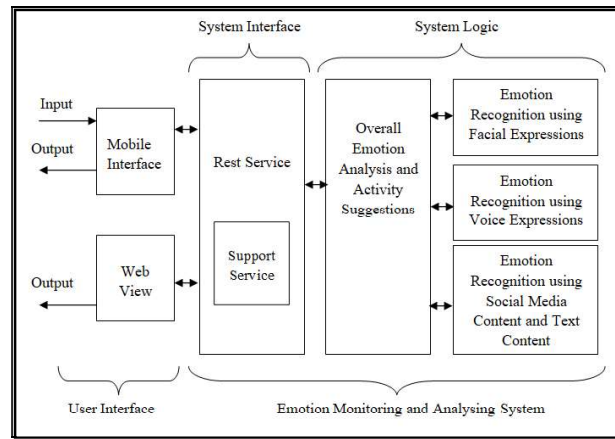 System Interface
System Logic
Input
Output
Mobile
Interface
Output
Web
View
Rest Service
Support
Service
Overall
Emotion
Analysis and
Activity
Suggestions
Emotion
Recognition using
Facial Expressions
Emotion
Recognition using
Voice Expressions
Emotion
Recognition using
Social Media
Content and Text
Content
User Interface
Emotion Monitoring and Analysing System